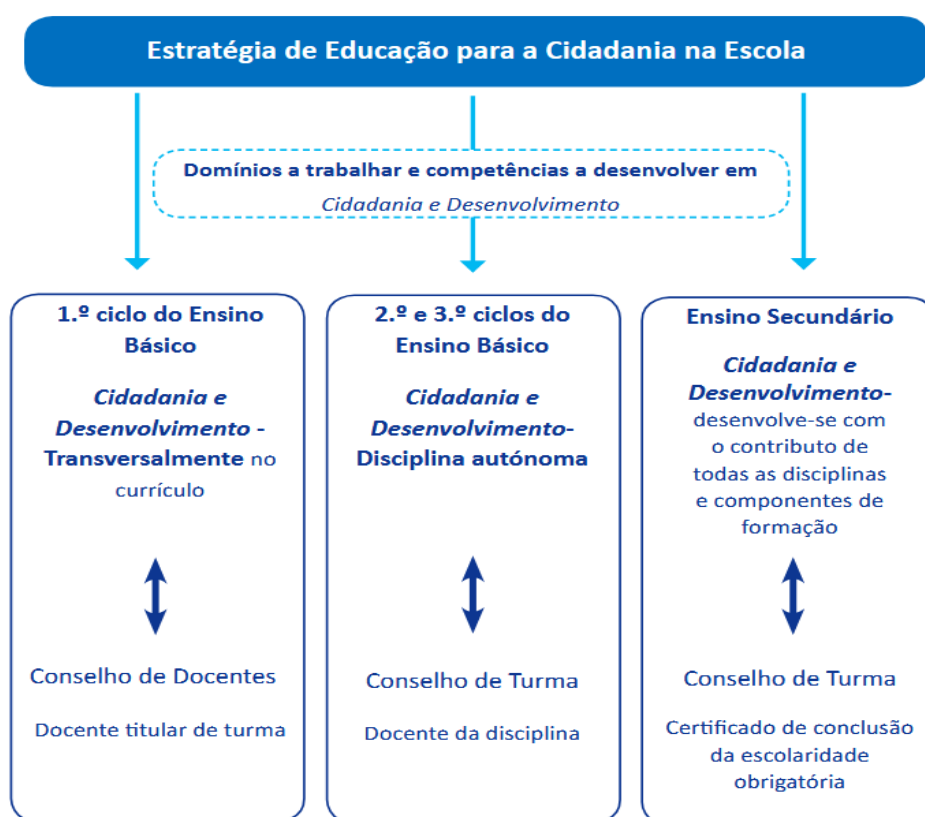 Estratégia de Educação para a Cidadania na Escola
Domínios a trabalhar e competências a desenvolver em
Cidadania e Desenvolvimento
1.º ciclo do Ensino
Básico
Cidadania e
Desenvolvimento -
Transversalmente no
currículo
Conselho de Docentes
Docente titular de turma
2.º e 3.º ciclos do
Ensino Básico
Cidadania e
Desenvolvimento-
Disciplina autónoma
Conselho de Turma
Docente da disciplina
Ensino Secundário
Cidadania e
Desenvolvimento-
desenvolve-se com
o contributo de
todas as disciplinas
e componentes de
formação
Conselho de Turma
Certificado de conclusão
da escolaridade
obrigatória